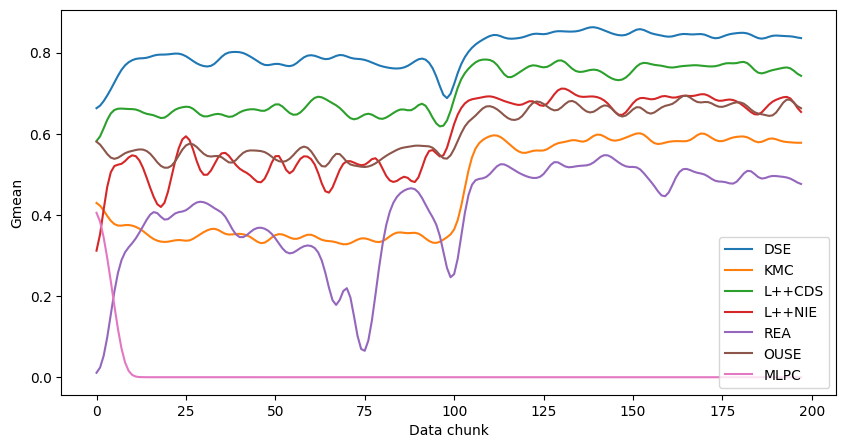 0.8
0.6
0.4
0.2
0.0
Gmean
0
25
50
75
100
125
150
175
200
Data chunk
DSE
KMC
L++CDS
L++NIE
REA
OUSE
MLPC